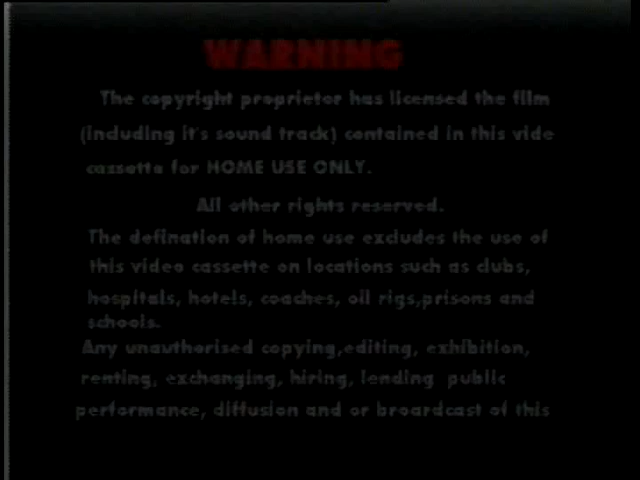 WARNING
The copyright proprietor has licensed the film
(including it's sound track) contained in this vide
cassette for HOME USE ONLY.
All other rights reserved.
The defination of home use excludes the use of
this video cassette on locations such as clubs,
hospitals, hotels, coaches, oil rigs,prisons and
schools.
Any unauthorised copying,editing, exhibition,
renting, exchanging, hiring, lending public
performance, diffusion and or broardcast of this